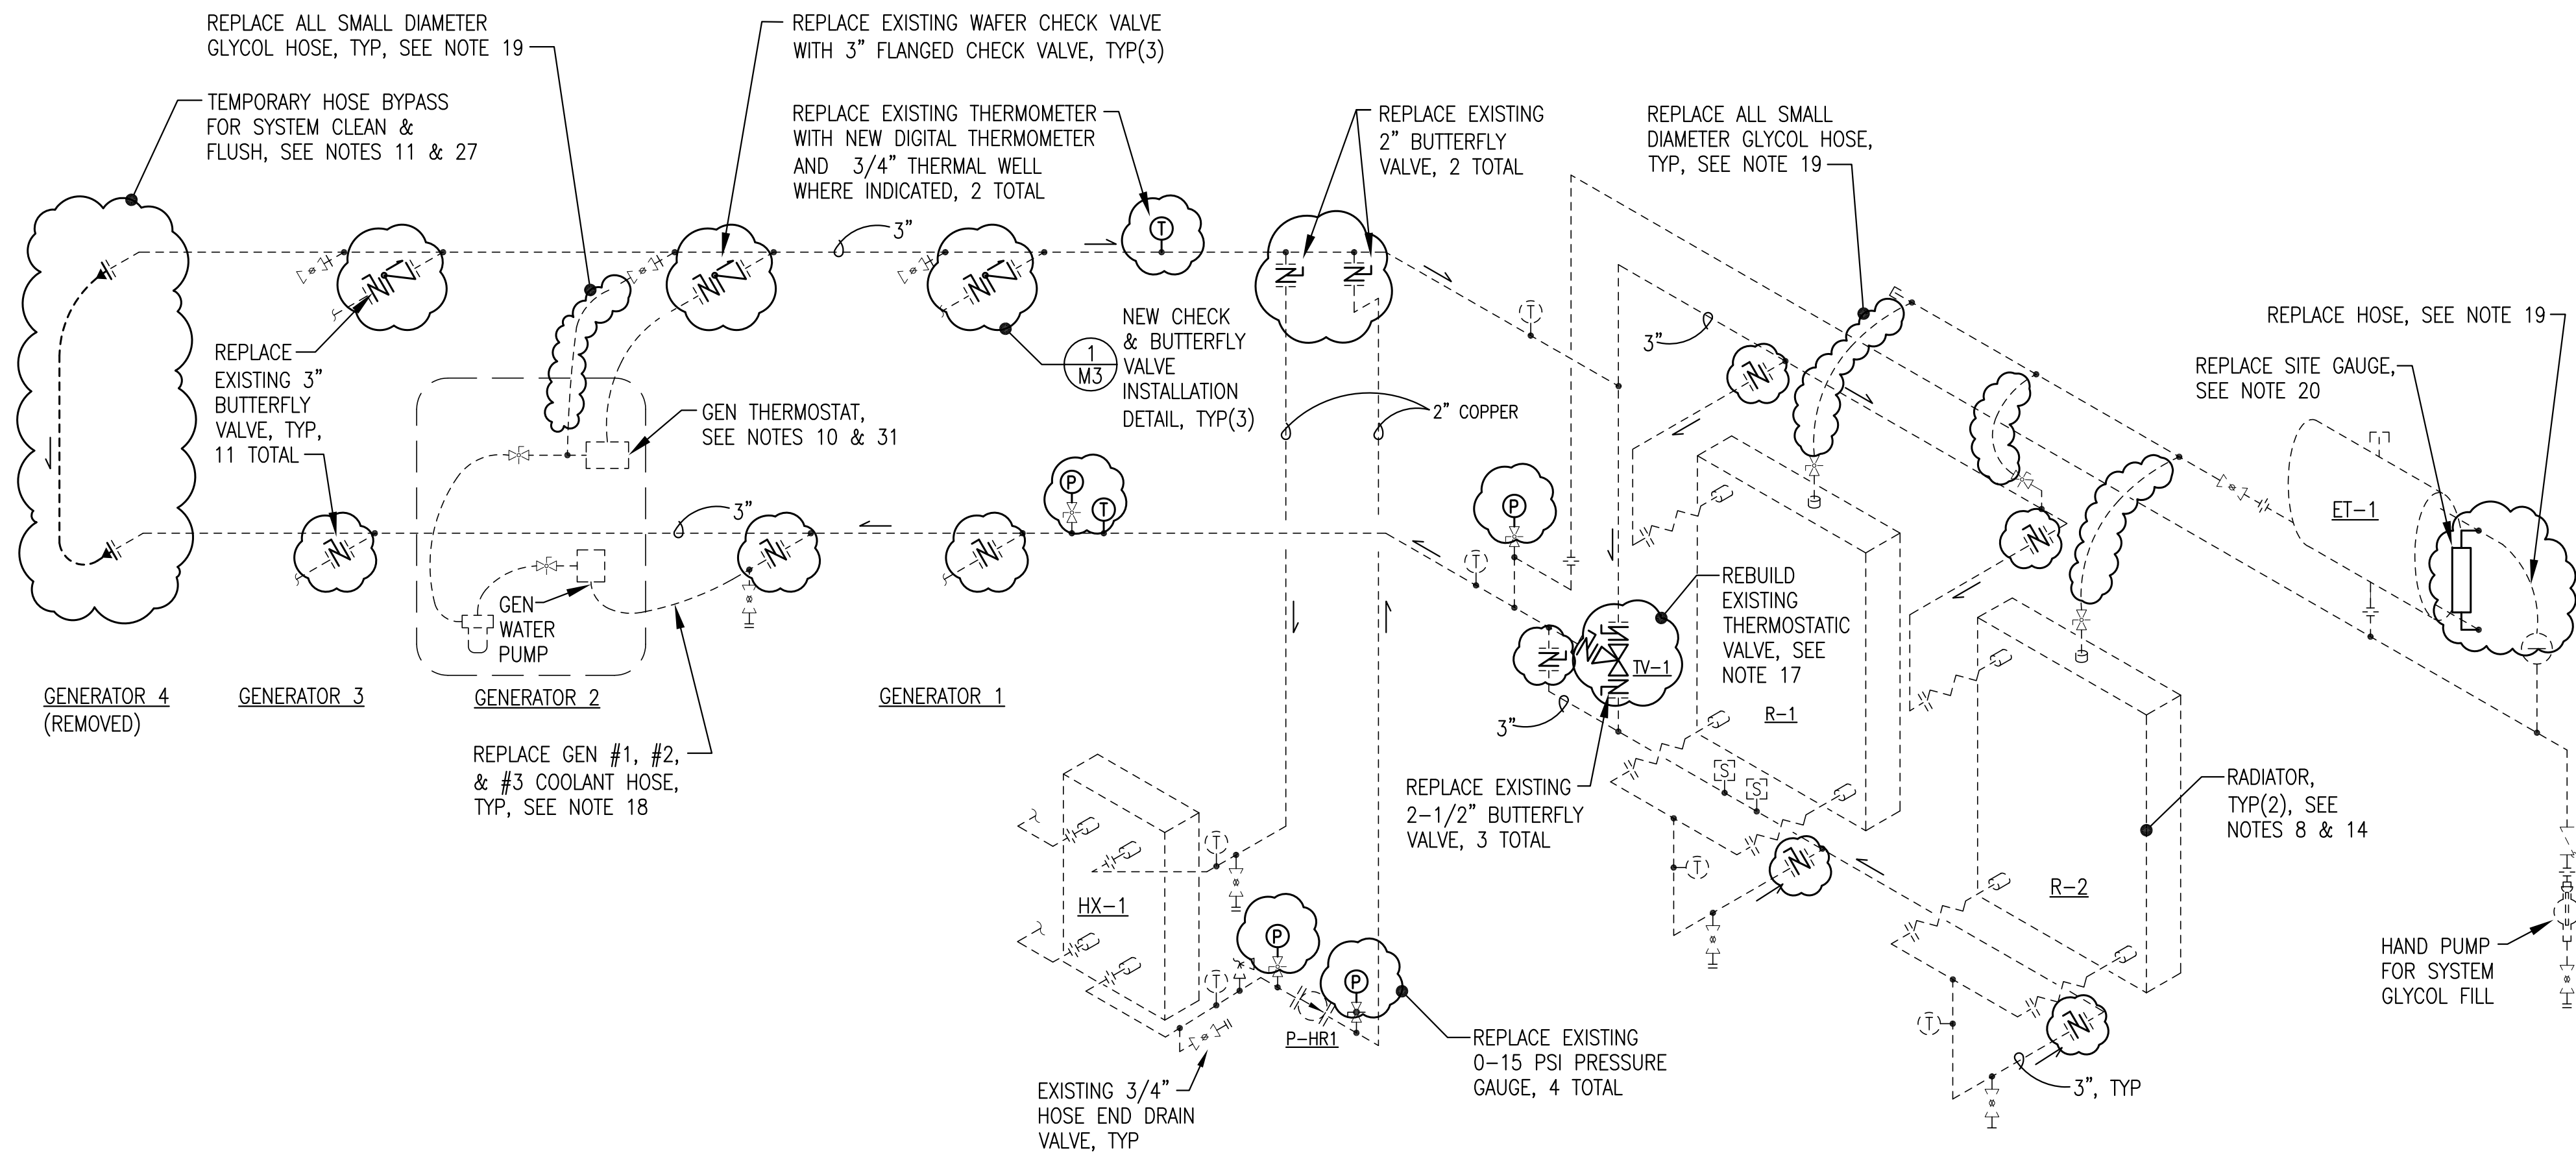 REPLACE ALL SMALL DIAMETER
GLYCOL HOSE, TYP, SEE NOTE 19
TEMPORARY HOSE BYPASS
FOR SYSTEM CLEAN &
FLUSH, SEE NOTES 11 & 27
REPLACE EXISTING WAFER CHECK VALVE
WITH 3" FLANGED CHECK VALVE, TYP(3)
REPLACE EXISTING THERMOMETER
WITH NEW DIGITAL THERMOMETER
AND 3/4" THERMAL WELL
WHERE INDICATED, 2 TOTAL
REPLACE EXISTING
2" BUTTERFLY
VALVE, 2 TOTAL
REPLACE ALL SMALL
DIAMETER GLYCOL HOSE,
TYP, SEE NOTE 19
3"
T
T
3"
REPLACE HOSE, SEE NOTE 19
REPLACE SITE GAUGE,
SEE NOTE 20
NEW CHECK
& BUTTERFLY
VALVE
INSTALLATION
DETAIL, TYP(3)
1
M3
REPLACE
EXISTING 3"
BUTTERFLY
VALVE, TYP,
11 TOTAL
GEN THERMOSTAT,
SEE NOTES 10 & 31
2" COPPER
P
T
P
T
3"
ET-1
GEN
WATER
PUMP
REBUILD
EXISTING
THERMOSTATIC
VALVE, SEE
NOTE 17
TV-1
R-1
3"
GENERATOR 4
(REMOVED)
GENERATOR 3
GENERATOR 2
GENERATOR 1
REPLACE GEN #1, #2,
& #3 COOLANT HOSE,
TYP, SEE NOTE 18
REPLACE EXISTING
2-1/2" BUTTERFLY
VALVE, 3 TOTAL
S
S
RADIATOR,
TYP(2), SEE
NOTES 8 & 14
T
T
HX-1
R-2
P
T
P
P-HR1
T
HAND PUMP
FOR SYSTEM
GLYCOL FILL
REPLACE EXISTING
0-15 PSI PRESSURE
GAUGE, 4 TOTAL
EXISTING 3/4"
HOSE END DRAIN
VALVE, TYP
3", TYP